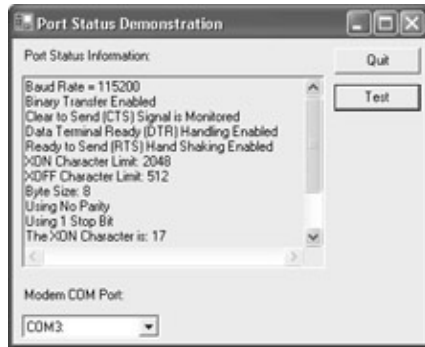 Port Status Demonstration
Port Status Information:
Quit
Test
Baud Rate = 115200
Binary Transfer Enabled
Clear to Send (CTS) Signal is Monitored
Data Terminal Ready (DTR) Handling Enabled
Ready to Send (RTS) Hand Shaking Enabled
XON Character Limit: 2048
XOFF Character Limit: 512
Byte Size: 8
Using No Parity
Using 1 Stop Bit
The XON Character is: 17
Modem COM Port:
COM3: